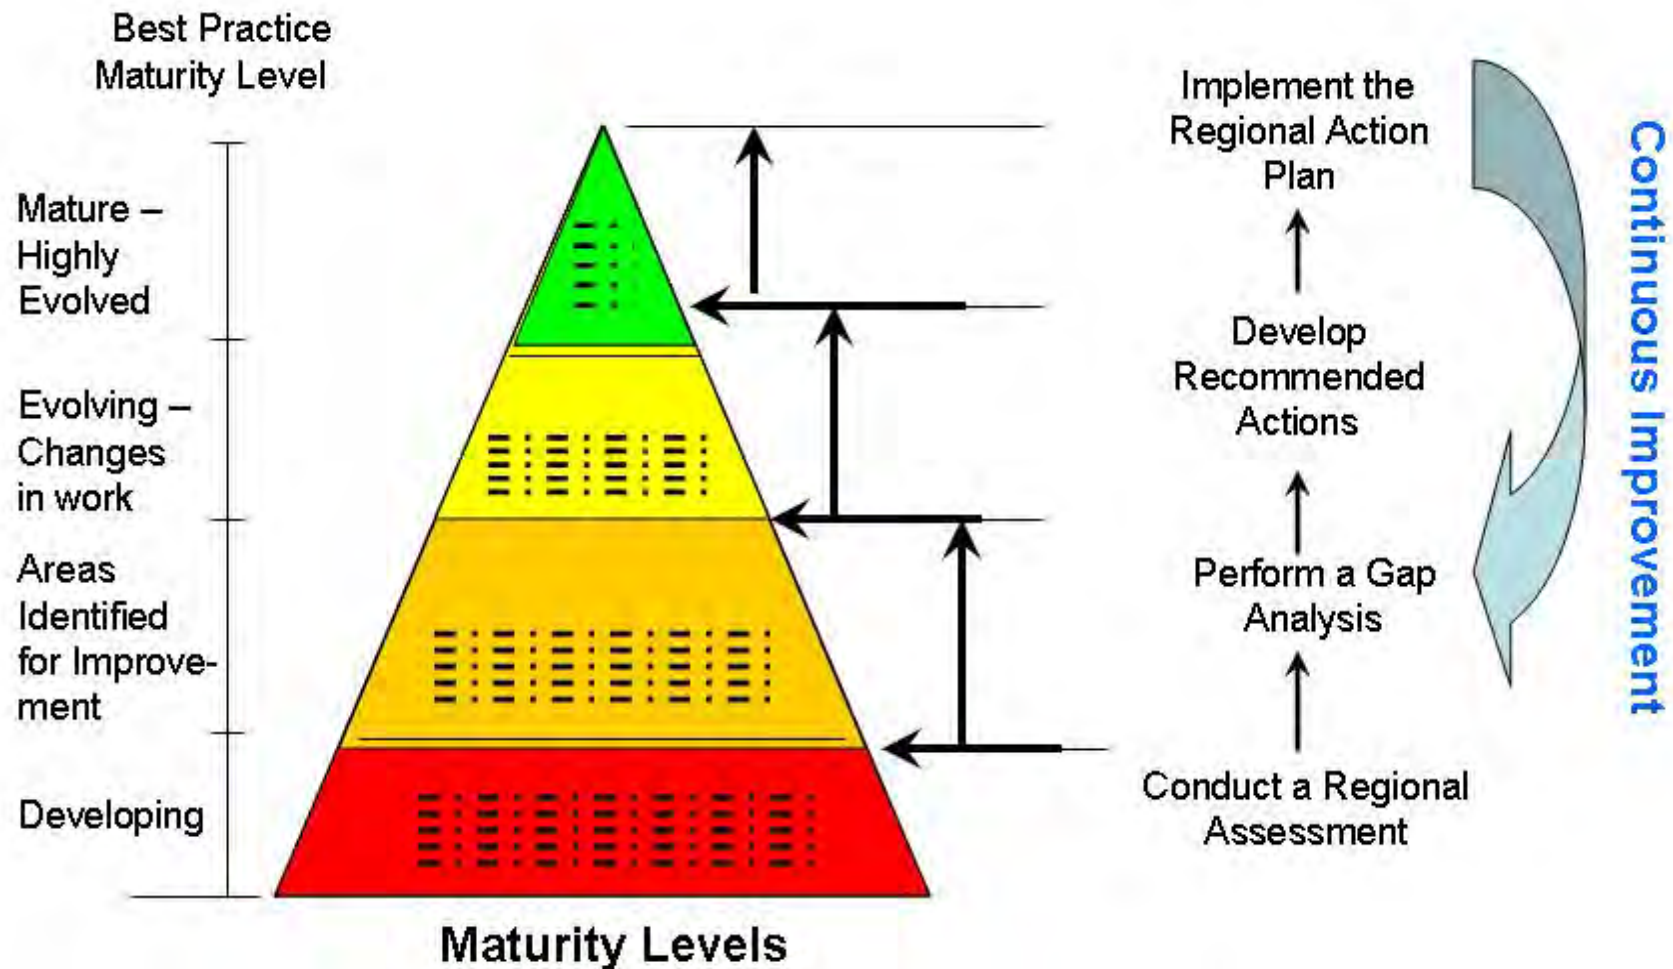 Best Practice
Maturity Level
Mature –
Highly
Evolved
Evolving –
Changes
in work
Areas
Identified
for Improve-
ment
Developing
Maturity Levels
Implement the
Regional Action
Plan
Develop
Recommended
Actions
Perform a Gap
Analysis
Conduct a Regional
Assessment
Continuous Improvement